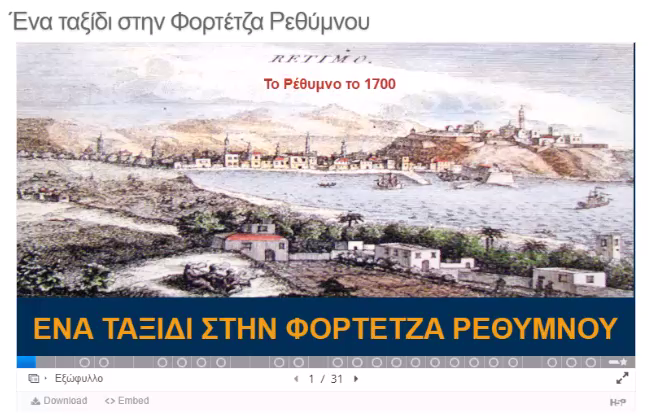 Ένα ταξίδι στην Φορτέτζα Ρεθύμνου
RETIMO.
Το Ρέθυμνο το 1700
ΕΝΑ ΤΑΞΙΔΙ ΣΤΗΝ ΦΟΡΤΕΤΖΑ ΡΕΘΥΜΝΟΥ
Εξώφυλλο
1 / 31
Download <> Embed
H5P